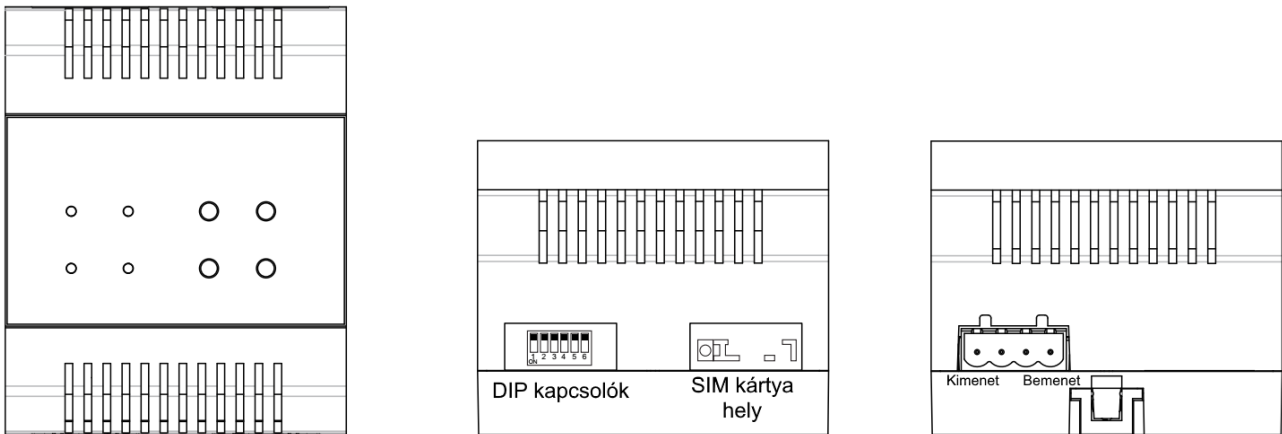 1 2 3 4 5 6
ON
DIP kapcsolók
SIM kártya
hely
Kimenet Bemenet